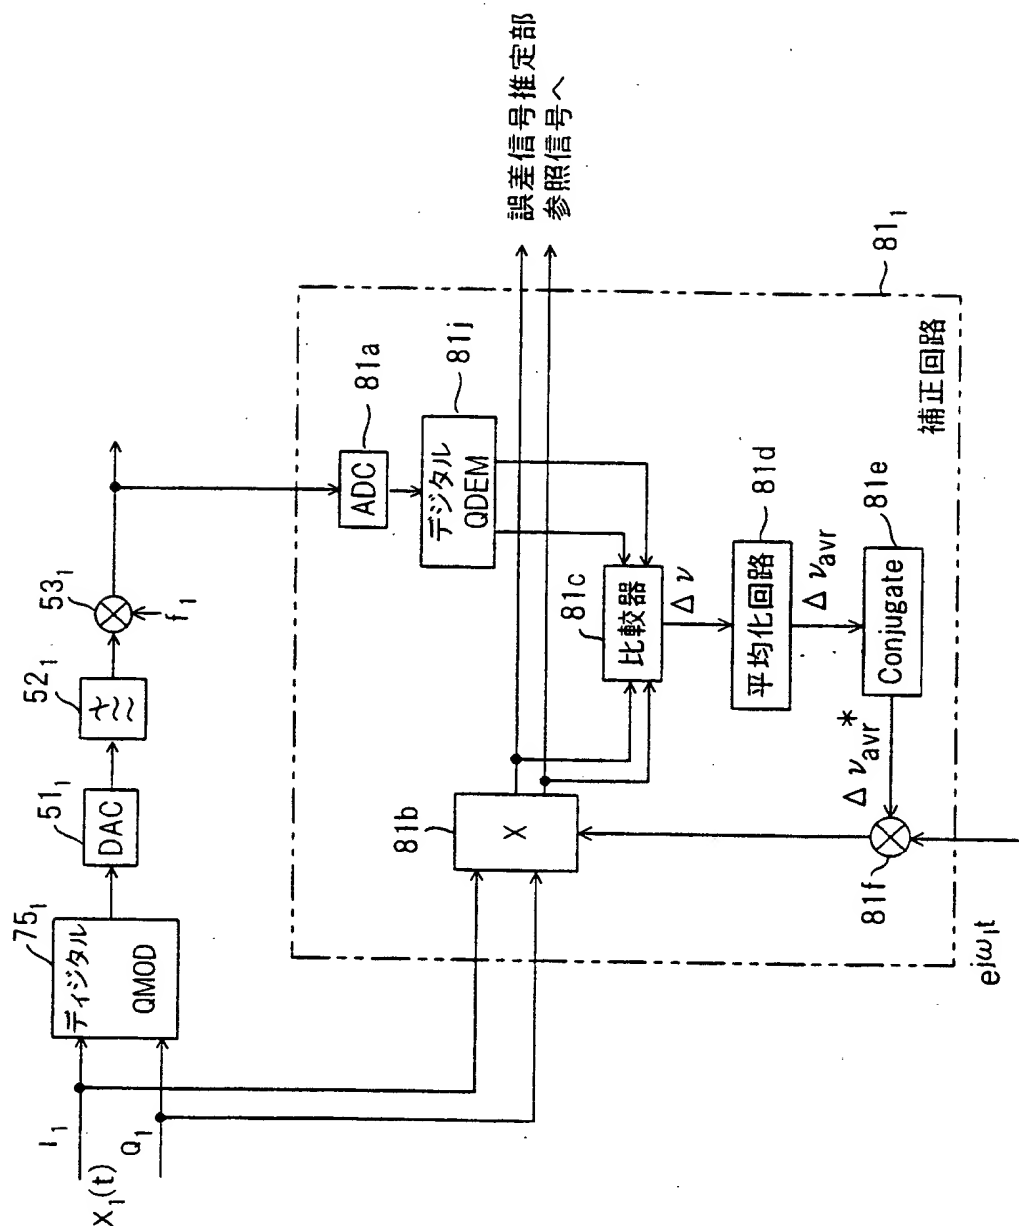 X₁(t)
I₁
Q₁
75₁
ディジタル
QMOD
51₁
DAC
52₁
53₁
f₁
誤差信号推定部
参照信号へ
81₁
補正回路
81a
ADC
81j
デジタル
QDEM
81b
X
81c
比較器
Δν
81d
平均化回路
Δν_avr
81e
Conjugate
Δν_avr*
81f
e^jω₁t